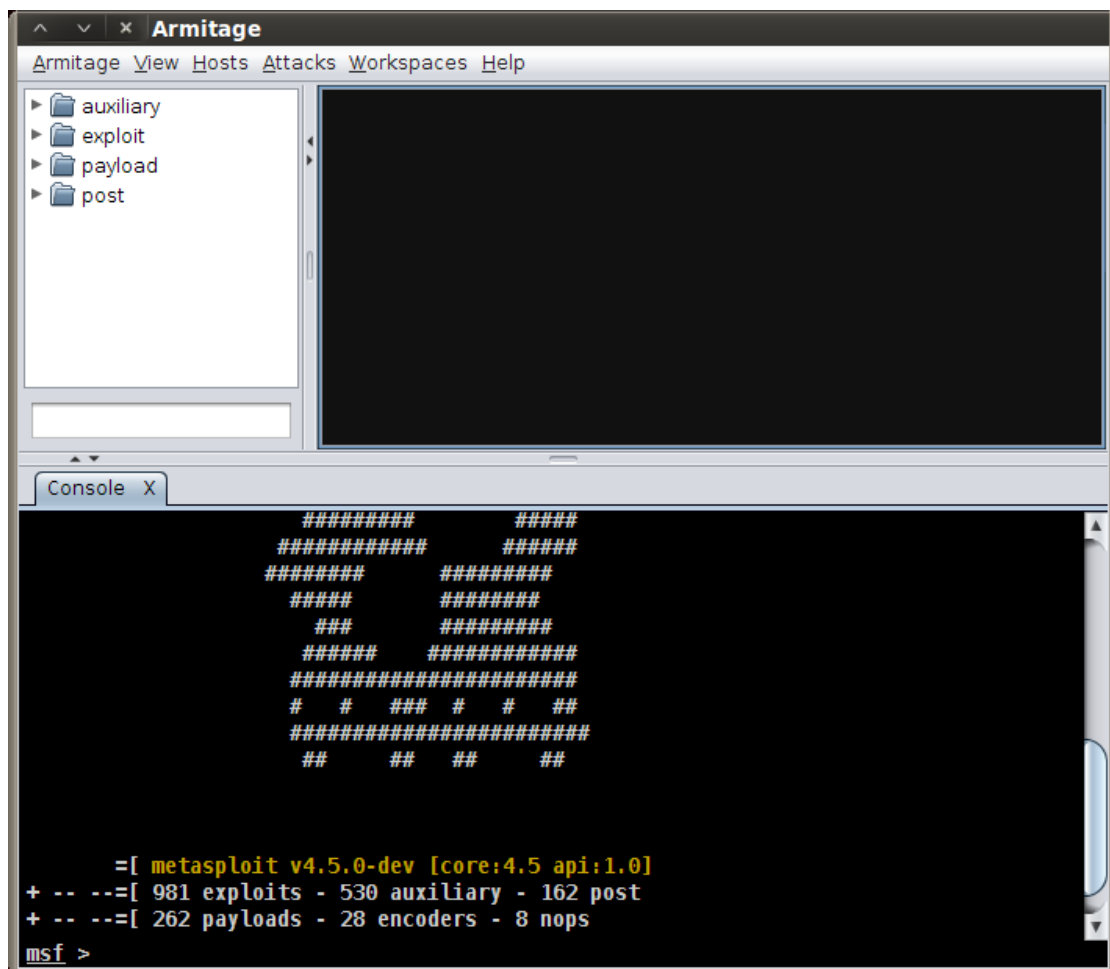 Armitage
Armitage View Hosts Attacks Workspaces Help
auxiliary
exploit
payload
post
Console X
######### #####
############ ######
######## #########
##### ########
### #########
###### ############
#######################
# # ### # # ##
########################
## ## ## ##
=[ metasploit v4.5.0-dev [core:4.5 api:1.0]
+ -- --=[ 981 exploits - 530 auxiliary - 162 post
+ -- --=[ 262 payloads - 28 encoders - 8 nops
msf >